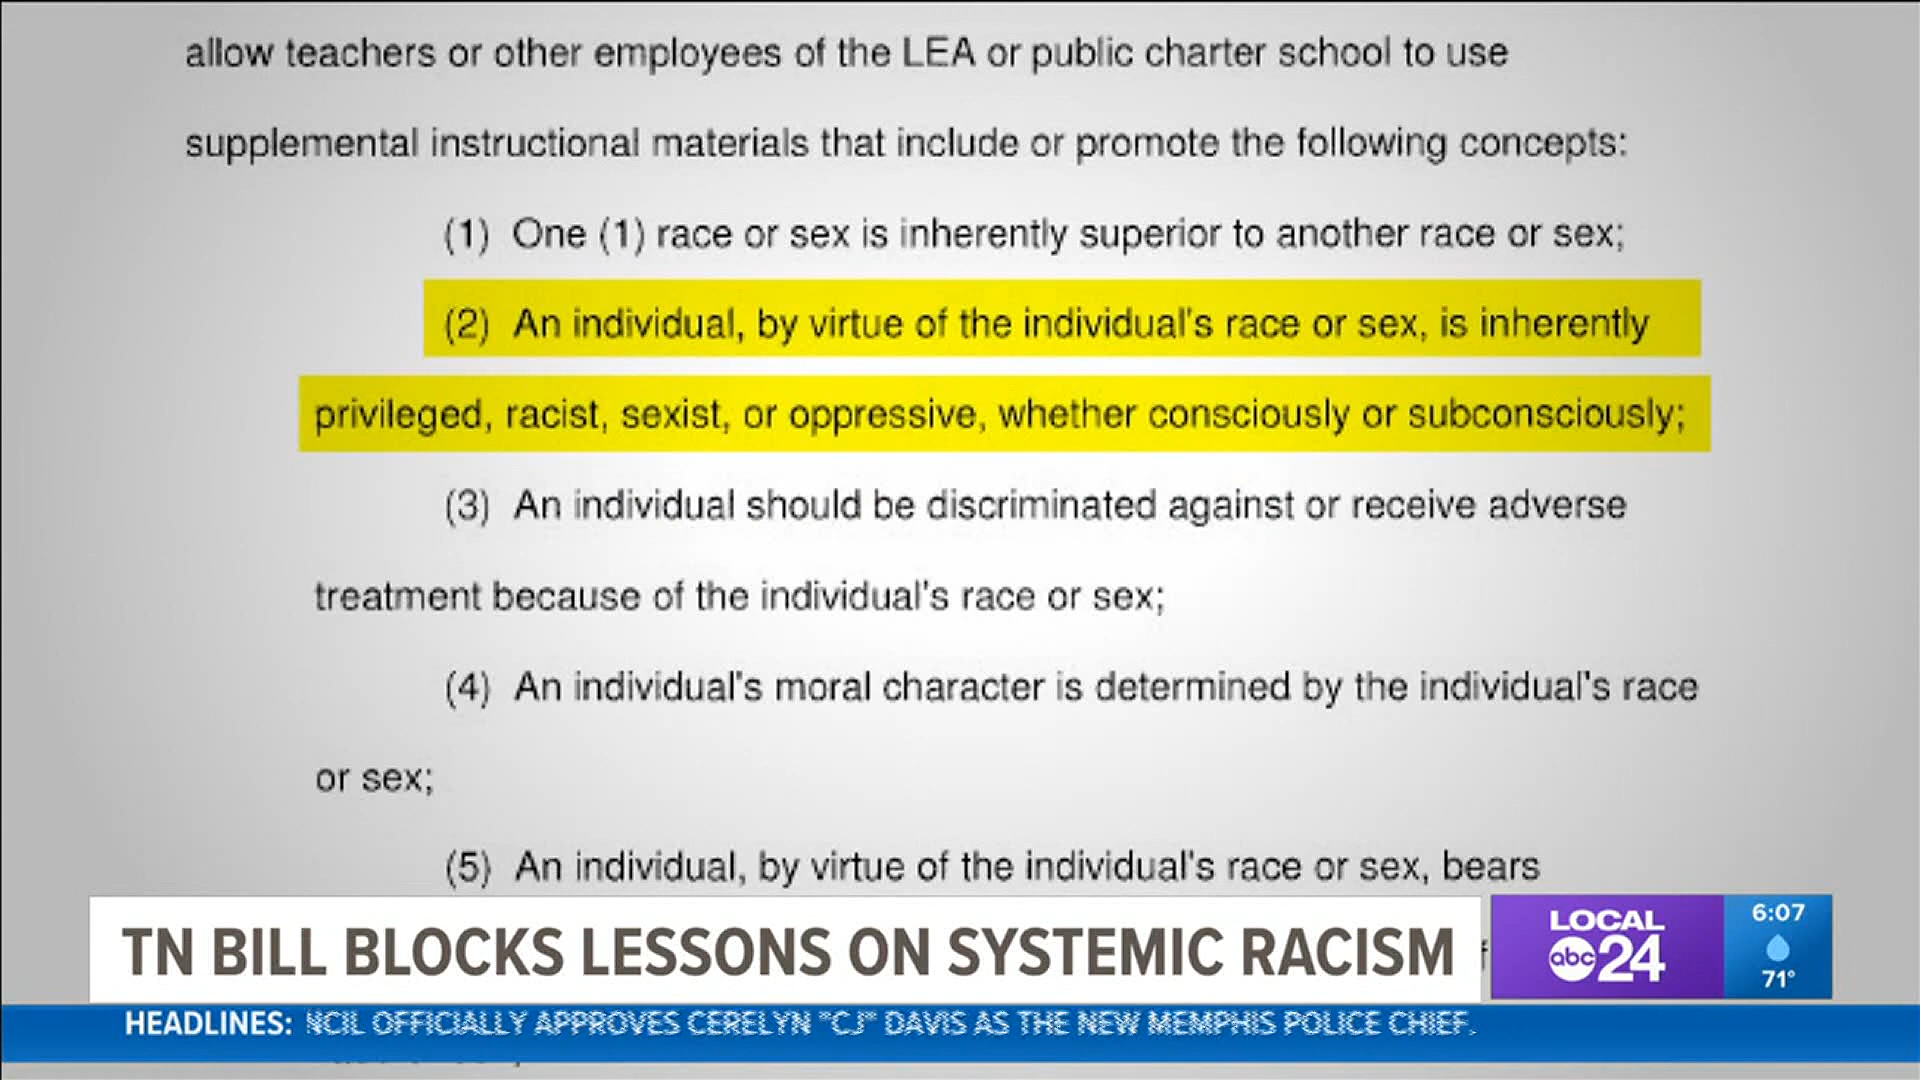 allow teachers or other employees of the LEA or public charter school to use
supplemental instructional materials that include or promote the following concepts:
(1) One (1) race or sex is inherently superior to another race or sex;
(2) An individual, by virtue of the individual's race or sex, is inherently
privileged, racist, sexist, or oppressive, whether consciously or subconsciously;
(3) An individual should be discriminated against or receive adverse
treatment because of the individual's race or sex;
(4) An individual's moral character is determined by the individual's race
or sex;
(5) An individual, by virtue of the individual's race or sex, bears
TN BILL BLOCKS LESSONS ON SYSTEMIC RACISM
LOCAL
abc 24
6:07
71°
HEADLINES: NCIL OFFICIALLY APPROVES CERELYN "CJ" DAVIS AS THE NEW MEMPHIS POLICE CHIEF.